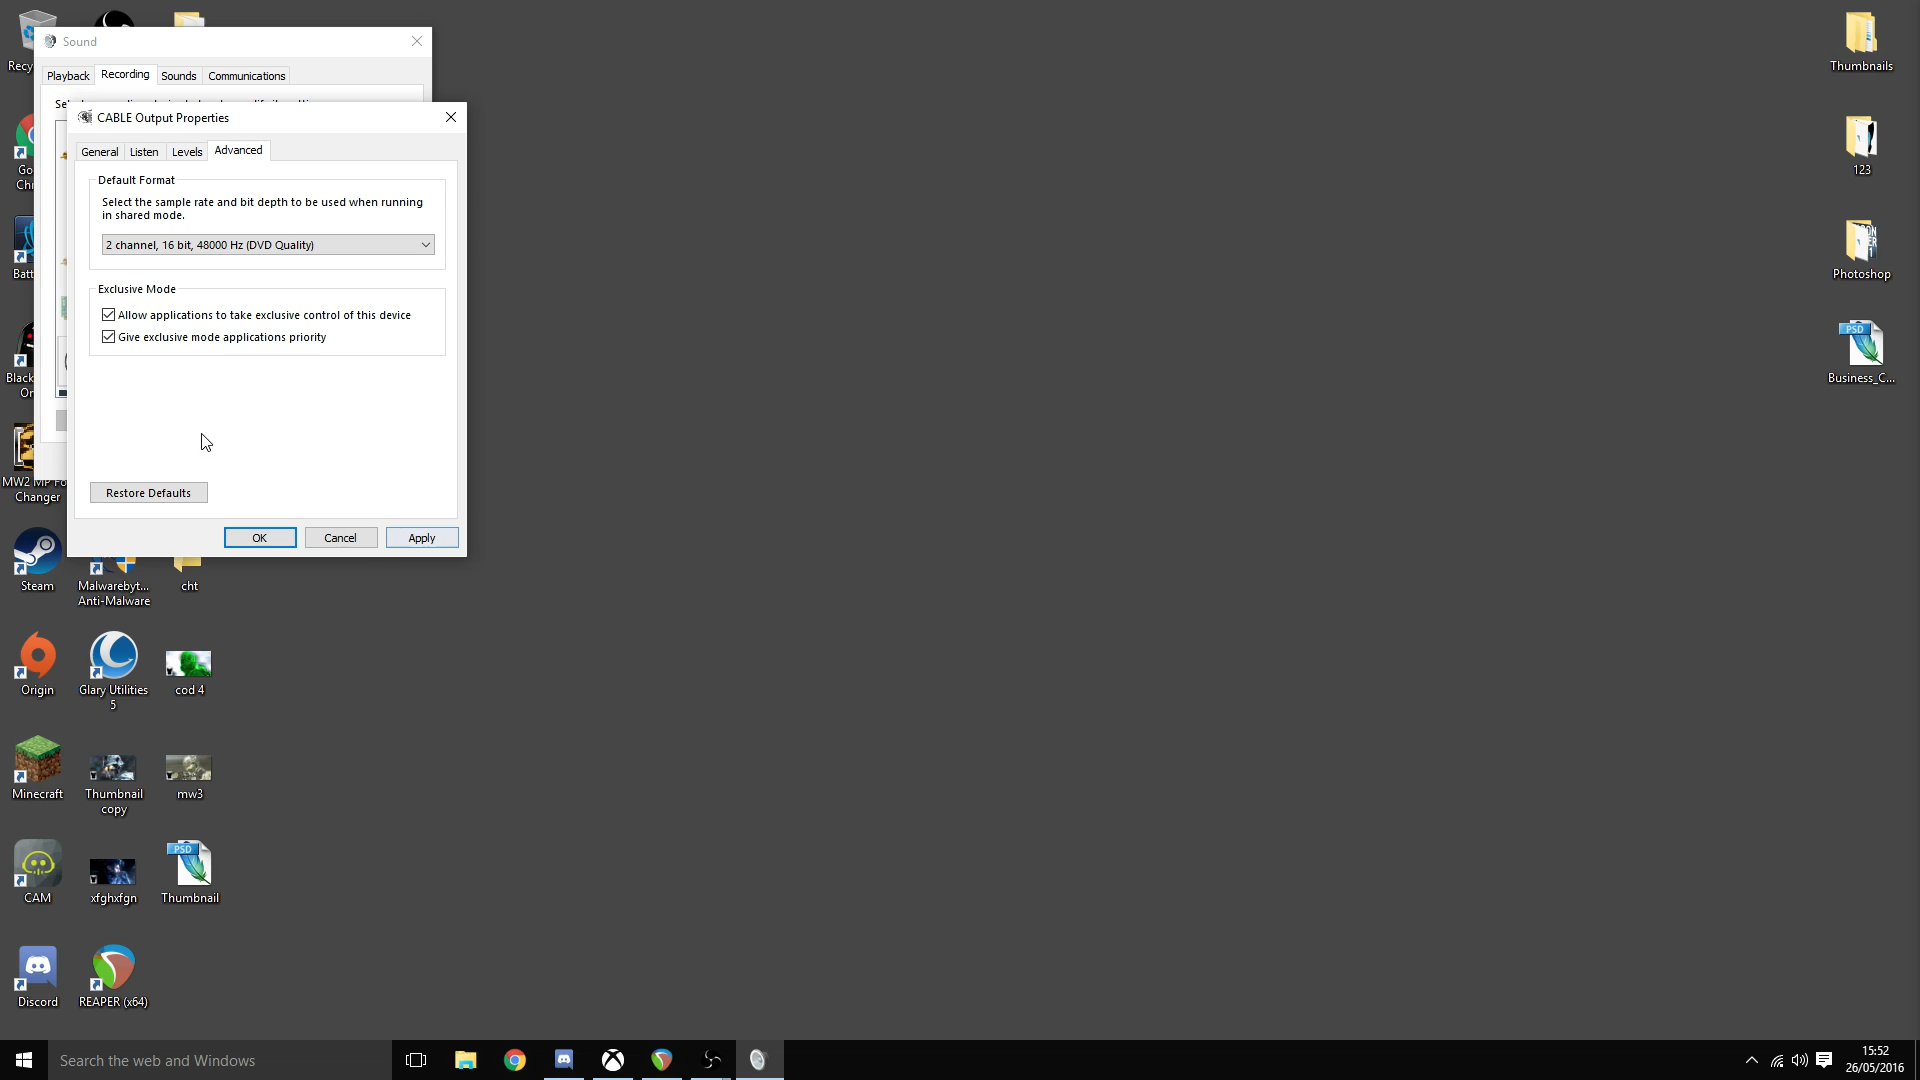 Sound
Playback
Recording
Sounds
Communications
CABLE Output Properties
General
Listen
Levels
Advanced
Default Format
Select the sample rate and bit depth to be used when running
in shared mode.
2 channel, 16 bit, 48000 Hz (DVD Quality)
Exclusive Mode
Allow applications to take exclusive control of this device
Give exclusive mode applications priority
Restore Defaults
OK
Cancel
Apply
Recy
Go
Chr
Batt
Black
On
MW2 MP Fo
Changer
Steam
Malwarebyt...
Anti-Malware
cht
Origin
Glary Utilities
5
cod 4
Minecraft
Thumbnail
copy
mw3
CAM
xfghxfgn
PSD
Thumbnail
Discord
REAPER (x64)
Thumbnails
123
Photoshop
PSD
Business_C...
Search the web and Windows
15:52
26/05/2016